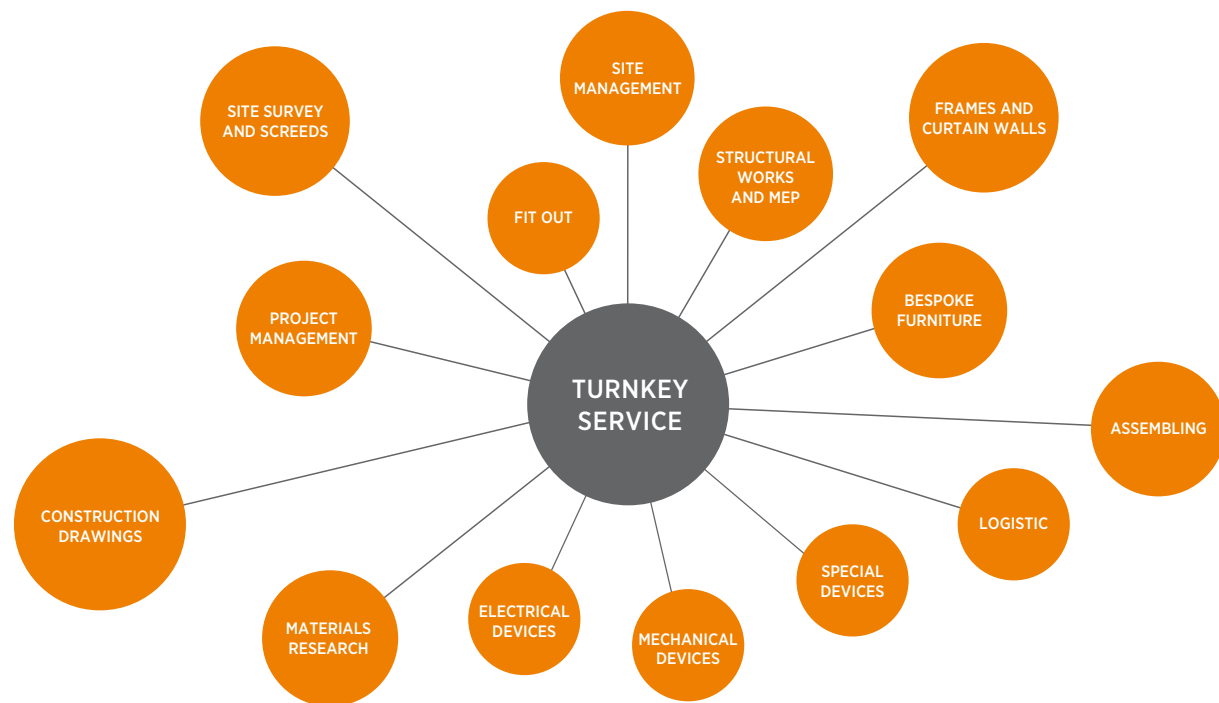 SITE
MANAGEMENT
SITE SURVEY
AND SCREEDS
FRAMES AND
CURTAIN WALLS
STRUCTURAL
WORKS
AND MEP
FIT OUT
PROJECT
MANAGEMENT
BESPOKE
FURNITURE
TURNKEY
SERVICE
ASSEMBLING
CONSTRUCTION
DRAWINGS
LOGISTIC
SPECIAL
DEVICES
ELECTRICAL
DEVICES
MATERIALS
RESEARCH
MECHANICAL
DEVICES